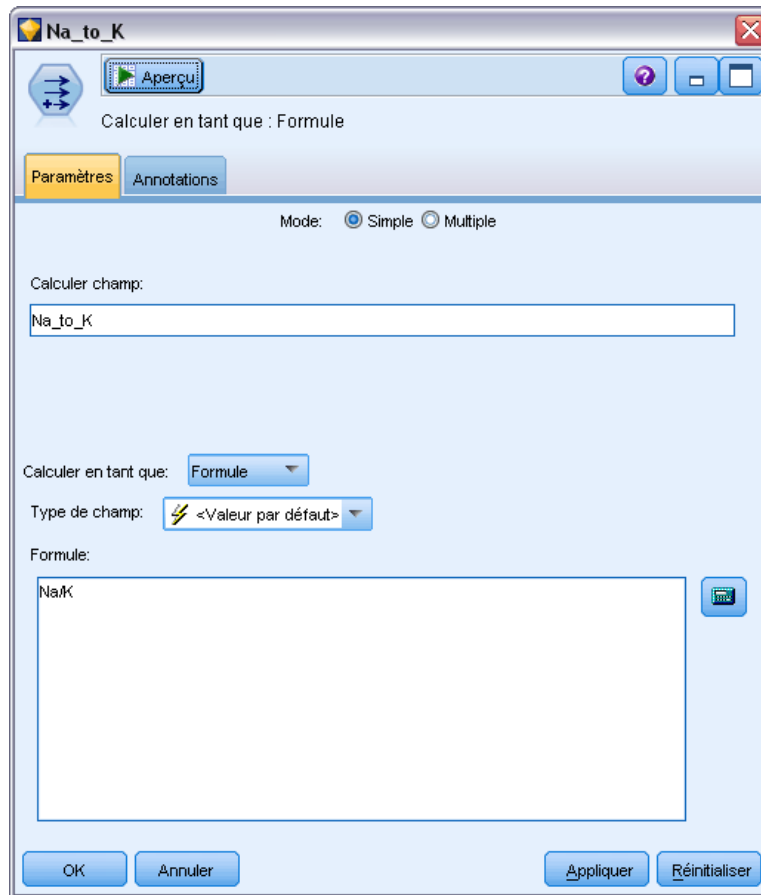 Na_to_K
Aperçu
Calculer en tant que : Formule
Paramètres Annotations
Mode: Simple Multiple
Calculer champ:
Na_to_K
Calculer en tant que: Formule
Type de champ: <Valeur par défaut>
Formule:
Na/K
OK Annuler Appliquer Réinitialiser